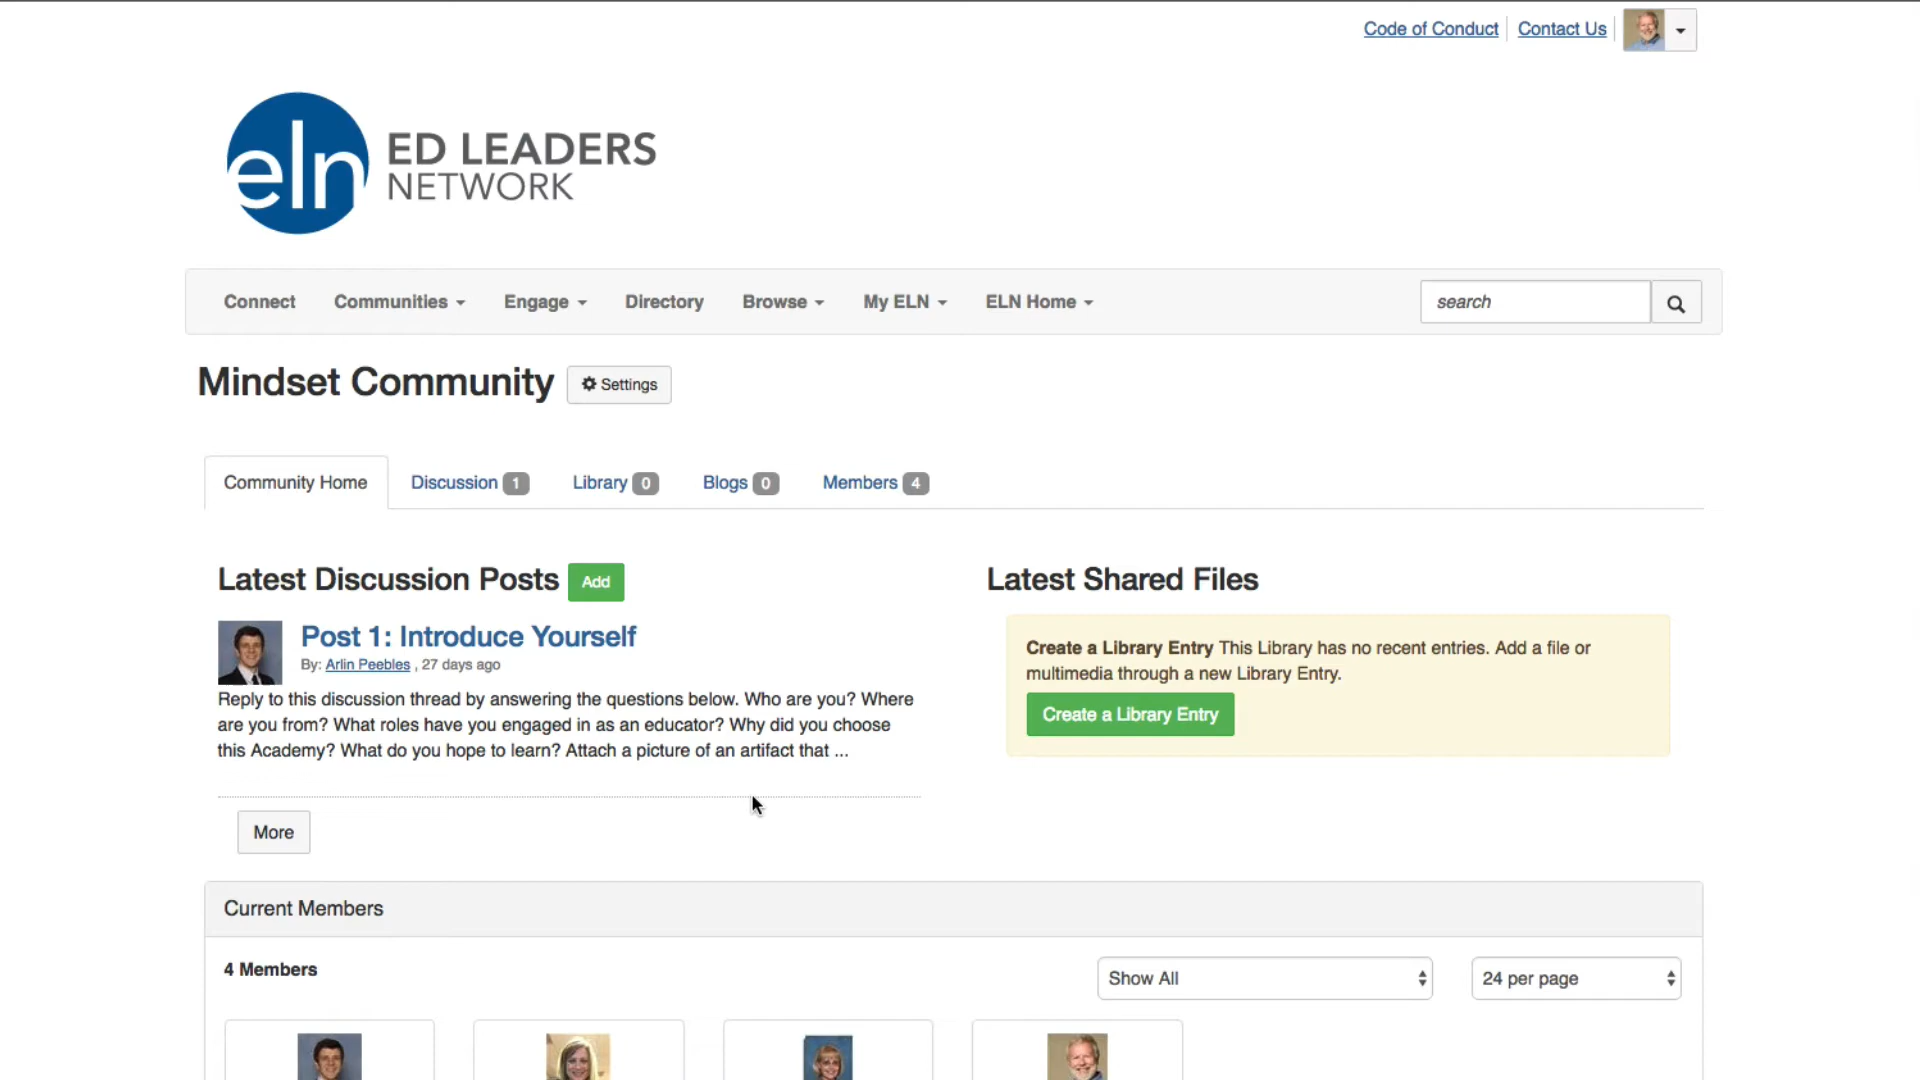 Code of Conduct Contact Us
eln ED LEADERS
NETWORK
Connect Communities Engage Directory Browse My ELN ELN Home search
Mindset Community Settings
Community Home Discussion 1 Library 0 Blogs 0 Members 4
Latest Discussion Posts Add
Post 1: Introduce Yourself
By: Arlin Peebles , 27 days ago
Reply to this discussion thread by answering the questions below. Who are you? Where
are you from? What roles have you engaged in as an educator? Why did you choose
this Academy? What do you hope to learn? Attach a picture of an artifact that ...
More
Latest Shared Files
Create a Library Entry This Library has no recent entries. Add a file or
multimedia through a new Library Entry.
Create a Library Entry
Current Members
4 Members Show All 24 per page